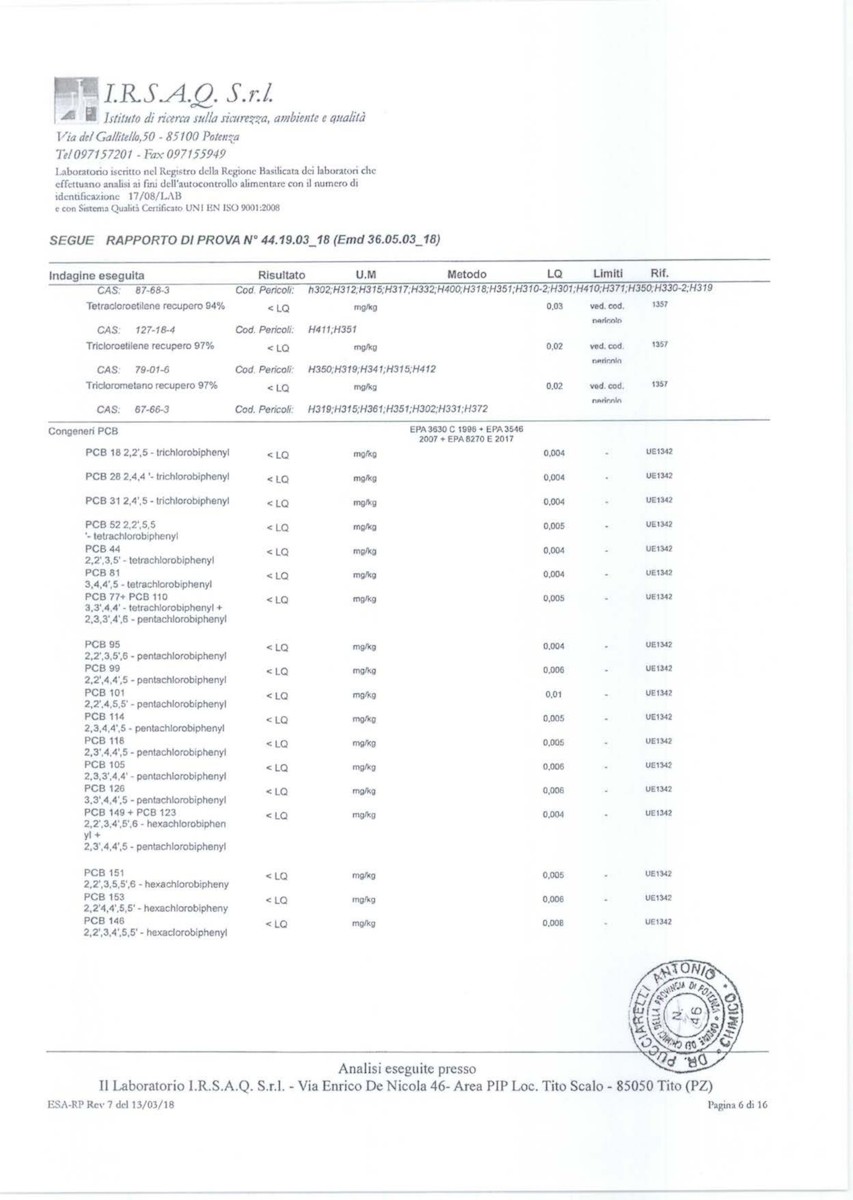 I.R.S.A.Q. S.r.l.
Istituto di ricerca sulla sicurezza, ambiente e qualità
Via del Gallitello,50 - 85100 Potenza
Tel 097157201 - Fax 097155949
Laboratorio iscritto nel Registro della Regione Basilicata dei laboratori che
effettuano analisi ai fini dell'autocontrollo alimentare con il numero di
identificazione 17/08/LAB
e con Sistema Qualità Certificato UNI EN ISO 9001:2008
SEGUE RAPPORTO DI PROVA N° 44.19.03_18 (Emd 36.05.03_18)
Indagine eseguita Risultato U.M Metodo LQ Limiti Rif.
CAS: 87-68-3 Cod. Pericoli: h302;H312;H315;H317;H332;H400;H318;H351;H310-2;H301;H410;H371;H350;H330-2;H319
Tetracloroetilene recupero 94% < LQ mg/kg 0,03 ved. cod. 1357
pericolo
CAS: 127-18-4 Cod. Pericoli: H411;H351
Tricloroetilene recupero 97% < LQ mg/kg 0,02 ved. cod. 1357
pericolo
CAS: 79-01-6 Cod. Pericoli: H350;H319;H341;H315;H412
Triclorometano recupero 97% < LQ mg/kg 0,02 ved. cod. 1357
pericolo
CAS: 67-66-3 Cod. Pericoli: H319;H315;H361;H351;H302;H331;H372
Congeneri PCB EPA 3630 C 1996 + EPA 3546
2007 + EPA 8270 E 2017
PCB 18 2,2',5 - trichlorobiphenyl < LQ mg/kg 0,004 - UE1342
PCB 28 2,4,4 '- trichlorobiphenyl < LQ mg/kg 0,004 - UE1342
PCB 31 2,4',5 - trichlorobiphenyl < LQ mg/kg 0,004 - UE1342
PCB 52 2,2',5,5 < LQ mg/kg 0,005 - UE1342
'- tetrachlorobiphenyl
PCB 44 < LQ mg/kg 0,004 - UE1342
2,2',3,5' - tetrachlorobiphenyl
PCB 81 < LQ mg/kg 0,004 - UE1342
3,4,4',5 - tetrachlorobiphenyl
PCB 77+ PCB 110 < LQ mg/kg 0,005 - UE1342
3,3',4,4' - tetrachlorobiphenyl +
2,3,3',4',6 - pentachlorobiphenyl
PCB 95 < LQ mg/kg 0,004 - UE1342
2,2',3,5',6 - pentachlorobiphenyl
PCB 99 < LQ mg/kg 0,006 - UE1342
2,2',4,4',5 - pentachlorobiphenyl
PCB 101 < LQ mg/kg 0,01 - UE1342
2,2',4,5,5' - pentachlorobiphenyl
PCB 114 < LQ mg/kg 0,005 - UE1342
2,3,4,4',5 - pentachlorobiphenyl
PCB 118 < LQ mg/kg 0,005 - UE1342
2,3',4,4',5 - pentachlorobiphenyl
PCB 105 < LQ mg/kg 0,006 - UE1342
2,3,3',4,4' - pentachlorobiphenyl
PCB 126 < LQ mg/kg 0,006 - UE1342
3,3',4,4',5 - pentachlorobiphenyl
PCB 149 + PCB 123 < LQ mg/kg 0,004 - UE1342
2,2',3,4',5',6 - hexachlorobiphen
yl +
2,3',4,4',5 - pentachlorobiphenyl
PCB 151 < LQ mg/kg 0,005 - UE1342
2,2',3,5,5',6 - hexachlorobipheny
PCB 153 < LQ mg/kg 0,006 - UE1342
2,2'4,4',5,5' - hexachlorobipheny
PCB 146 < LQ mg/kg 0,008 - UE1342
2,2',3,4',5,5' - hexaclorobiphenyl
DR. PUCCIARELLI ANTONIO · CHIMICO ·
ORDINE DEI CHIMICI DELLA PROVINCIA DI POTENZA
N.
46
Analisi eseguite presso
Il Laboratorio I.R.S.A.Q. S.r.l. - Via Enrico De Nicola 46- Area PIP Loc. Tito Scalo - 85050 Tito (PZ)
ESA-RP Rev 7 del 13/03/18 Pagina 6 di 16